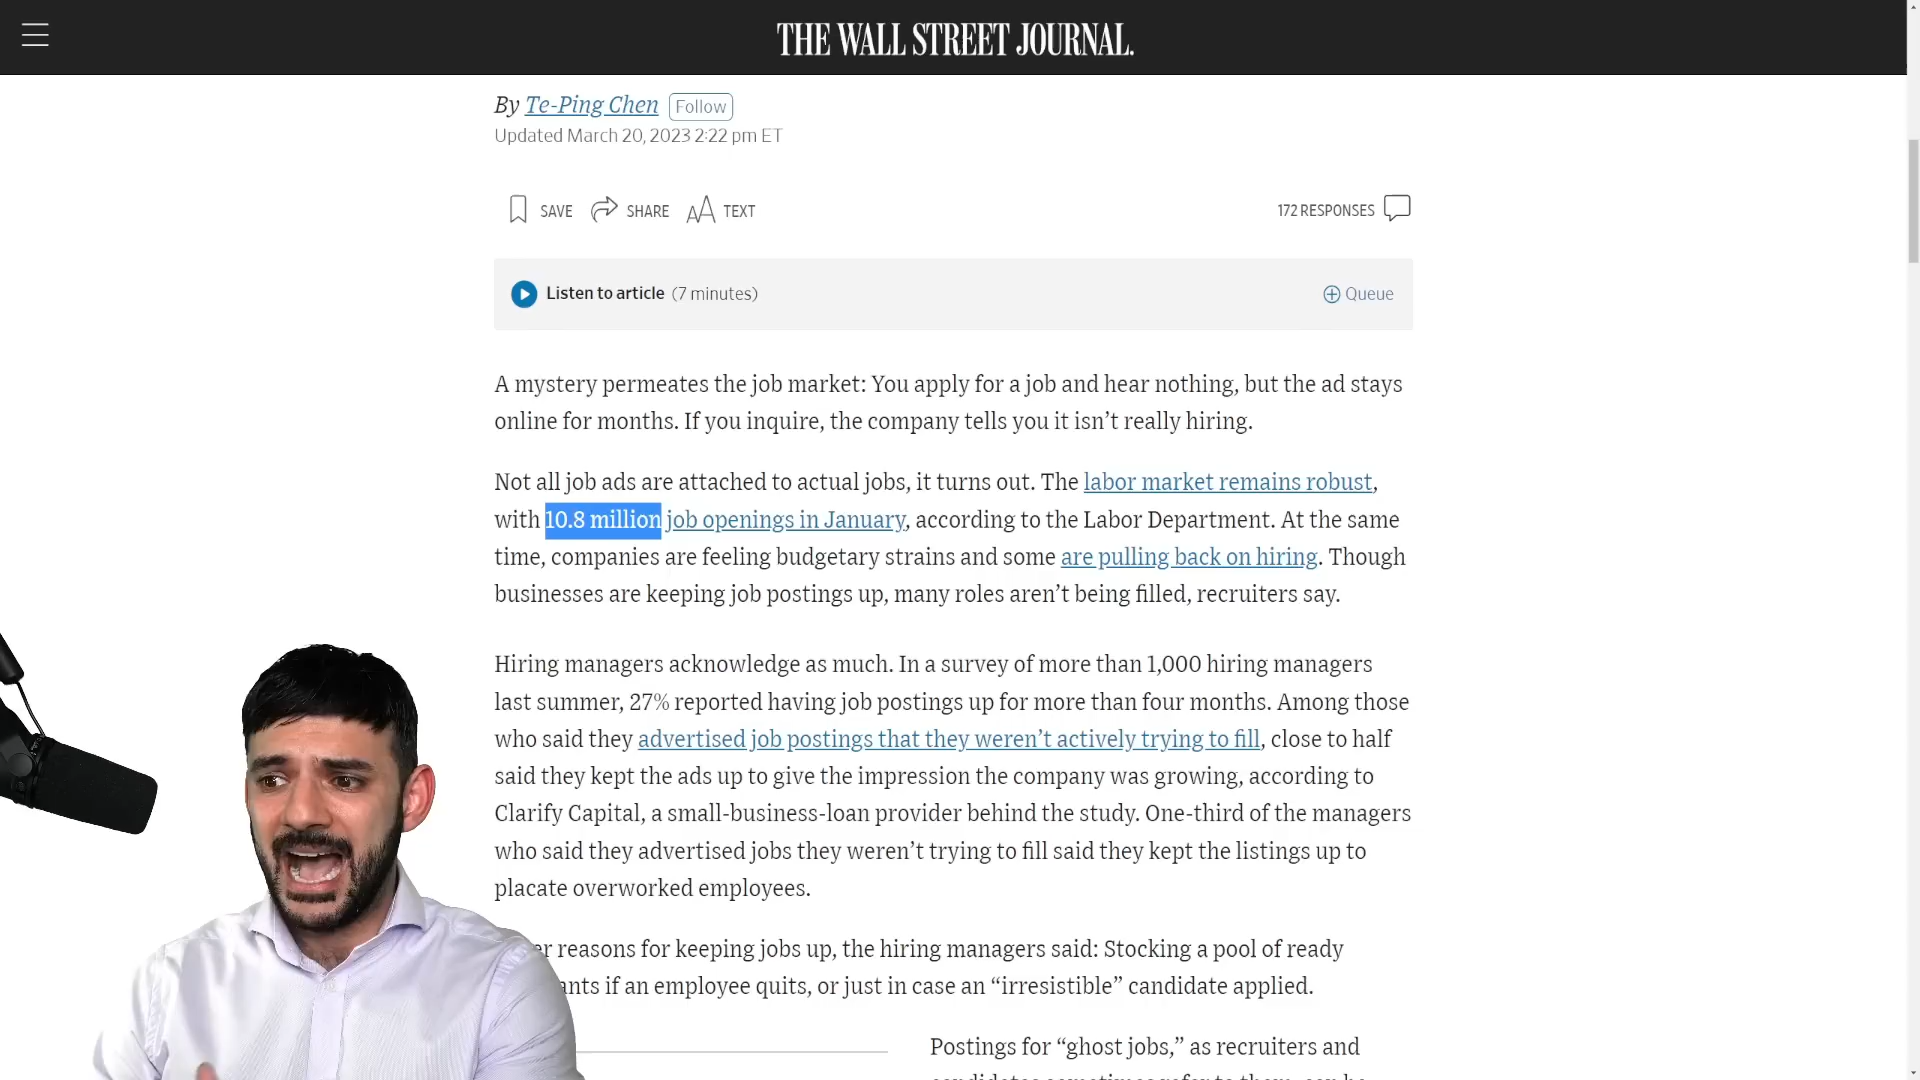 THE WALL STREET JOURNAL.
By Te-Ping Chen Follow
Updated March 20, 2023 2:22 pm ET
SAVE SHARE TEXT 172 RESPONSES
Listen to article (7 minutes) Queue
A mystery permeates the job market: You apply for a job and hear nothing, but the ad stays
online for months. If you inquire, the company tells you it isn’t really hiring.
Not all job ads are attached to actual jobs, it turns out. The labor market remains robust,
with 10.8 million job openings in January, according to the Labor Department. At the same
time, companies are feeling budgetary strains and some are pulling back on hiring. Though
businesses are keeping job postings up, many roles aren’t being filled, recruiters say.
Hiring managers acknowledge as much. In a survey of more than 1,000 hiring managers
last summer, 27% reported having job postings up for more than four months. Among those
who said they advertised job postings that they weren’t actively trying to fill, close to half
said they kept the ads up to give the impression the company was growing, according to
Clarify Capital, a small-business-loan provider behind the study. One-third of the managers
who said they advertised jobs they weren’t trying to fill said they kept the listings up to
placate overworked employees.
reasons for keeping jobs up, the hiring managers said: Stocking a pool of ready
if an employee quits, or just in case an “irresistible” candidate applied.
Postings for “ghost jobs,” as recruiters and